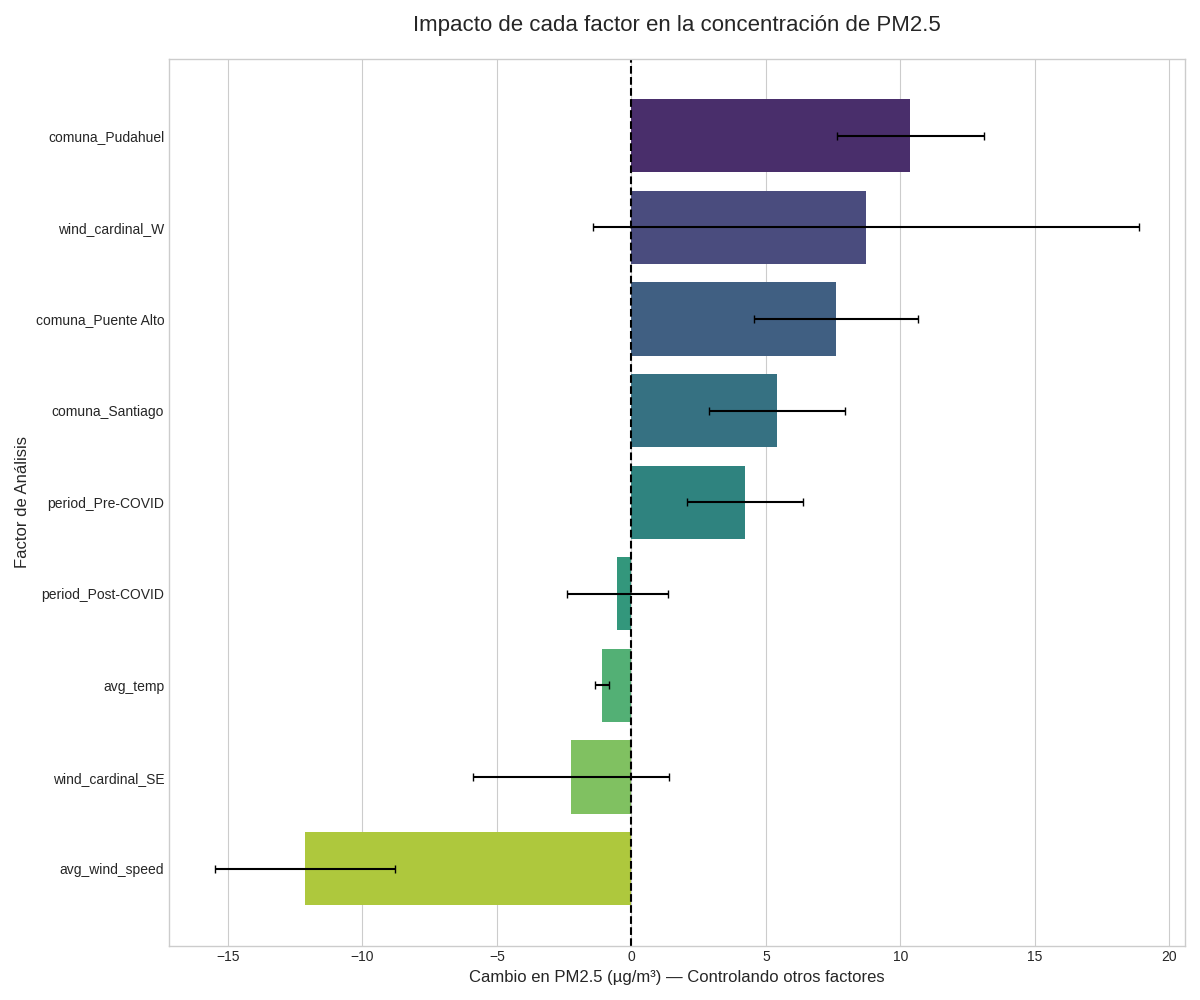 Impacto de cada factor en la concentración de PM2.5
Factor de Análisis
comuna_Pudahuel
wind_cardinal_W
comuna_Puente Alto
comuna_Santiago
period_Pre-COVID
period_Post-COVID
avg_temp
wind_cardinal_SE
avg_wind_speed
−15 −10 −5 0 5 10 15 20
Cambio en PM2.5 (µg/m³) — Controlando otros factores